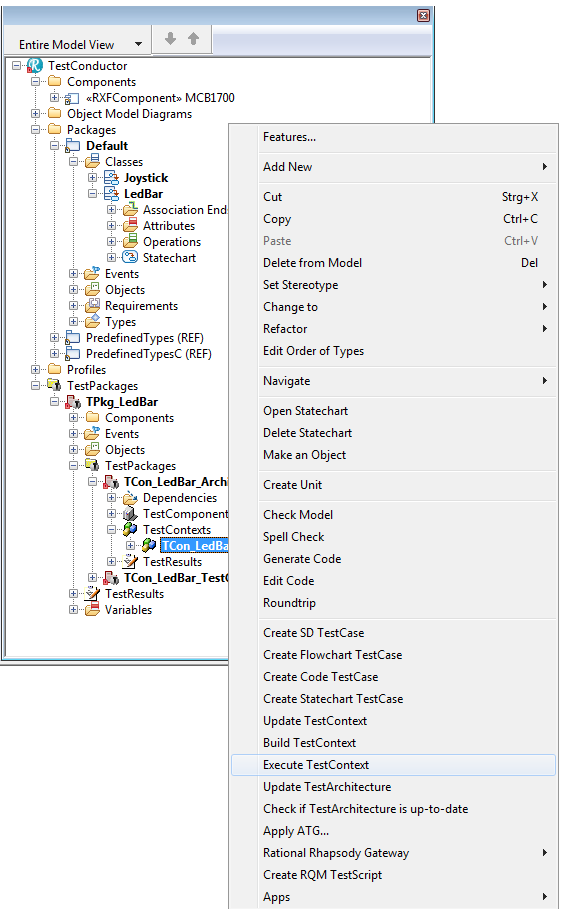 Entire Model View
TestConductor
Components
«RXFComponent» MCB1700
Object Model Diagrams
Packages
Default
Classes
Joystick
LedBar
Association End
Attributes
Operations
Statechart
Events
Objects
Requirements
Types
PredefinedTypes (REF)
PredefinedTypesC (REF)
Profiles
TestPackages
TPkg_LedBar
Components
Events
Objects
TestPackages
TCon_LedBar_Archi
Dependencies
TestComponent
TestContexts
TCon_LedBa
TestResults
TCon_LedBar_TestC
TestResults
Variables
Features...
Add New
Cut Strg+X
Copy Ctrl+C
Paste Ctrl+V
Delete from Model Del
Set Stereotype
Change to
Refactor
Edit Order of Types
Navigate
Open Statechart
Delete Statechart
Make an Object
Create Unit
Check Model
Spell Check
Generate Code
Edit Code
Roundtrip
Create SD TestCase
Create Flowchart TestCase
Create Code TestCase
Create Statechart TestCase
Update TestContext
Build TestContext
Execute TestContext
Update TestArchitecture
Check if TestArchitecture is up-to-date
Apply ATG...
Rational Rhapsody Gateway
Create RQM TestScript
Apps